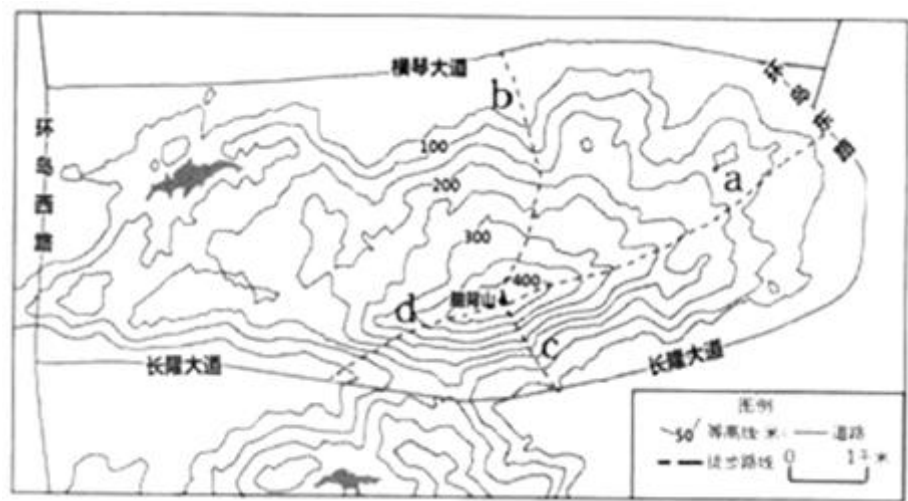 横琴大道
环岛东路
b
环岛西路
100
a
200
300
400
脑背山
d
c
长隆大道
长隆大道
图例
50 等高线 米
道路
徒步路线
0 1千米